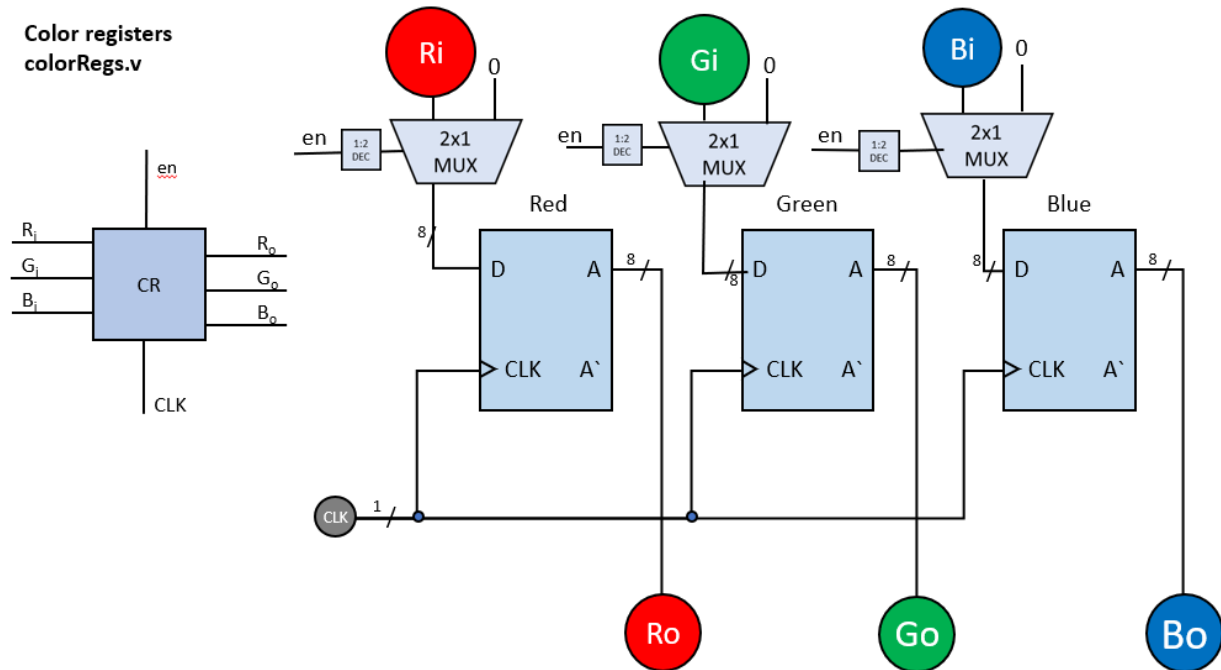 Color registers
colorRegs.v
Ri
0
Gi
0
Bi
0
en
1:2
DEC
2x1
MUX
en
1:2
DEC
2x1
MUX
en
1:2
DEC
2x1
MUX
en
Ri
Gi
Bi
CR
Ro
Go
Bo
CLK
Red
8
D
A
8
CLK
A`
Green
8
D
A
8
CLK
A`
Blue
8
D
A
8
CLK
A`
CLK
1
Ro
Go
Bo